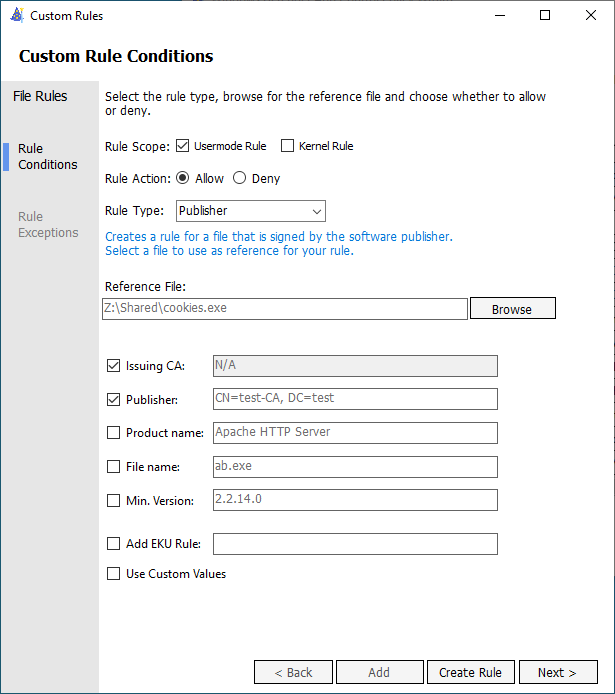 Custom Rules
Custom Rule Conditions
File Rules
Rule
Conditions
Rule
Exceptions
Select the rule type, browse for the reference file and choose whether to allow
or deny.
Rule Scope: Usermode Rule Kernel Rule
Rule Action: Allow Deny
Rule Type: Publisher
Creates a rule for a file that is signed by the software publisher.
Select a file to use as reference for your rule.
Reference File:
Z:\Shared\cookies.exe Browse
Issuing CA: N/A
Publisher: CN=test-CA, DC=test
Product name: Apache HTTP Server
File name: ab.exe
Min. Version: 2.2.14.0
Add EKU Rule:
Use Custom Values
< Back Add Create Rule Next >